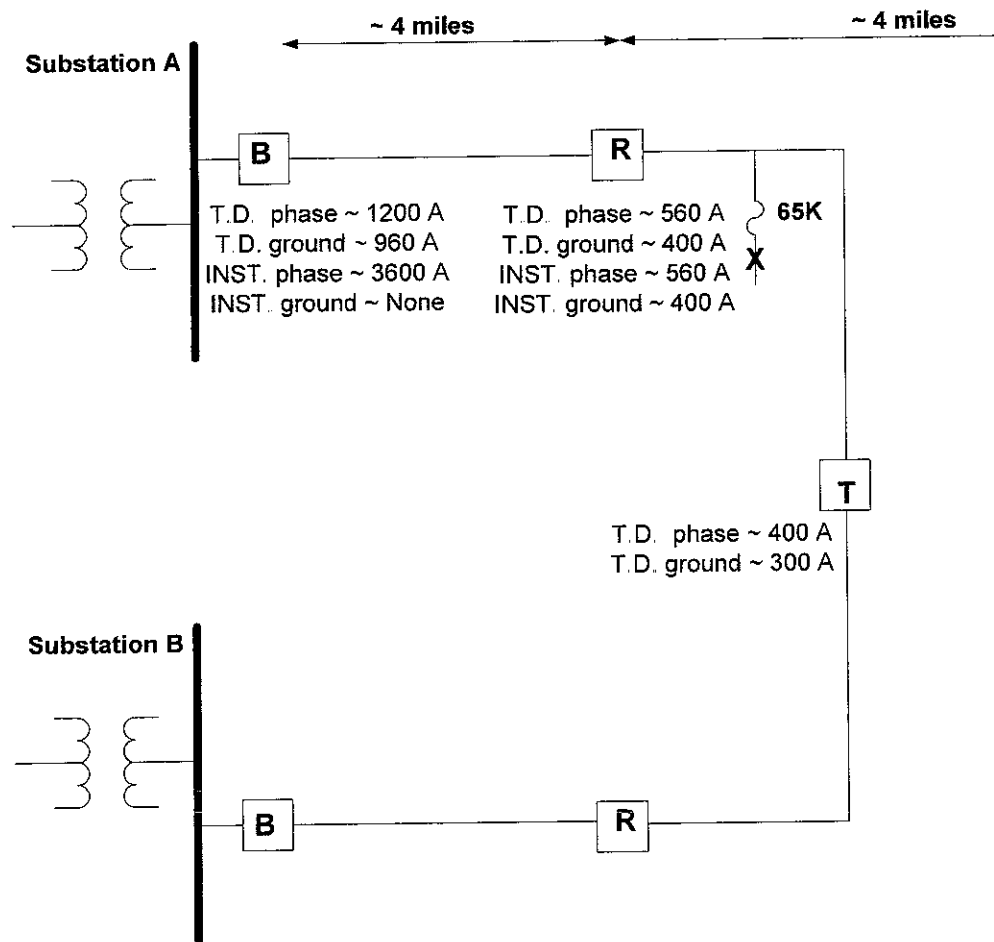 ~ 4 miles
~ 4 miles
Substation A
B
R
65K
X
T.D. phase ~ 1200 A
T.D. ground ~ 960 A
INST. phase ~ 3600 A
INST. ground ~ None
T.D. phase ~ 560 A
T.D. ground ~ 400 A
INST. phase ~ 560 A
INST. ground ~ 400 A
T
T.D. phase ~ 400 A
T.D. ground ~ 300 A
Substation B
B
R